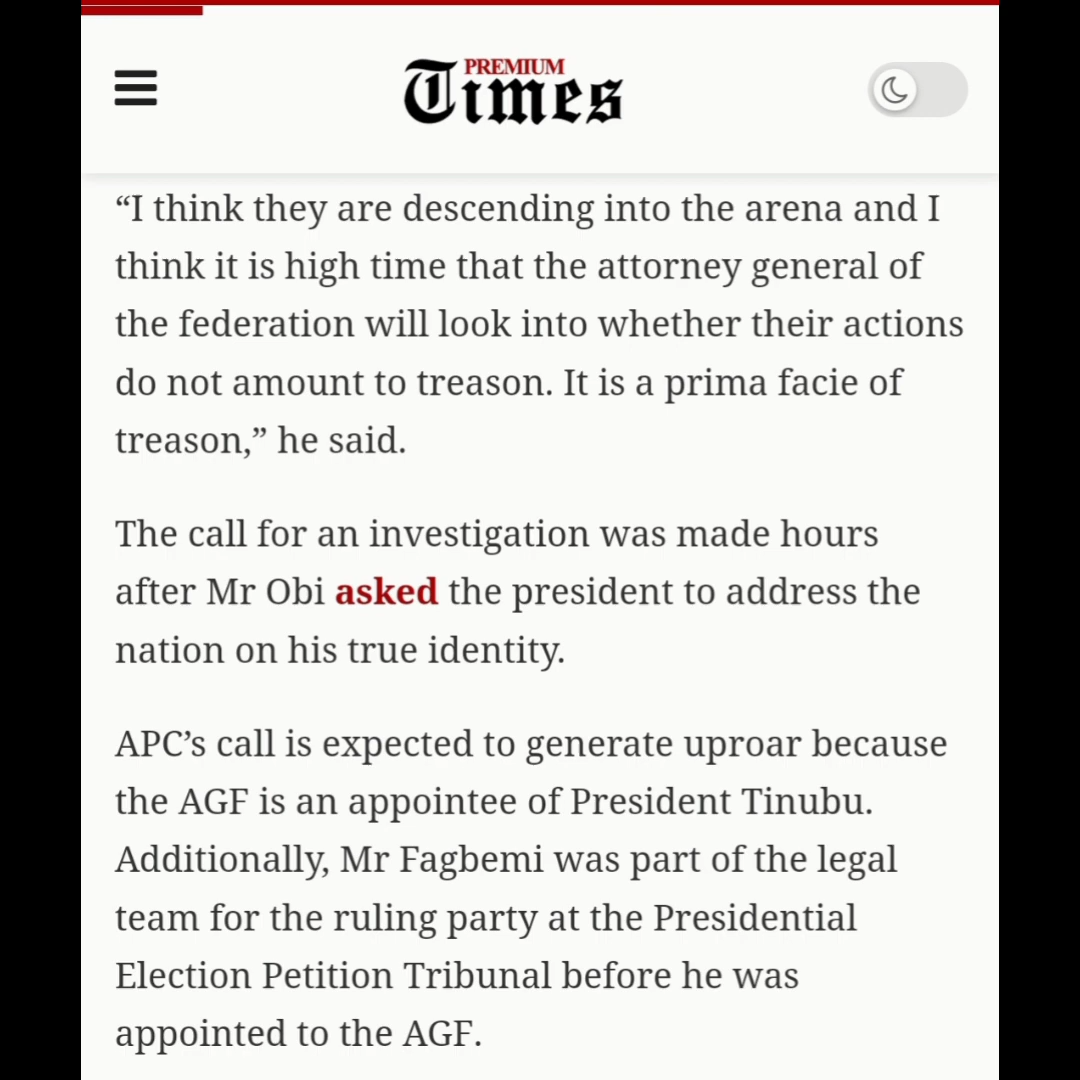 PREMIUM
Times
“I think they are descending into the arena and I
think it is high time that the attorney general of
the federation will look into whether their actions
do not amount to treason. It is a prima facie of
treason,” he said.
The call for an investigation was made hours
after Mr Obi asked the president to address the
nation on his true identity.
APC’s call is expected to generate uproar because
the AGF is an appointee of President Tinubu.
Additionally, Mr Fagbemi was part of the legal
team for the ruling party at the Presidential
Election Petition Tribunal before he was
appointed to the AGF.